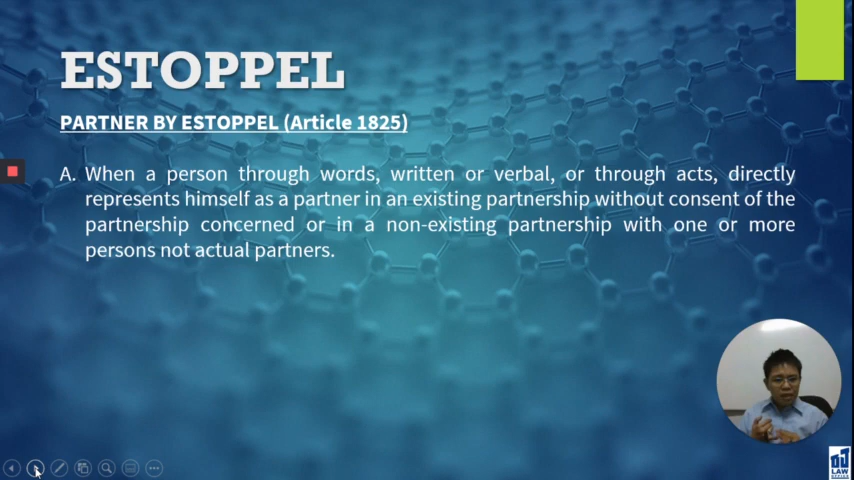 ESTOPPEL
PARTNER BY ESTOPPEL (Article 1825)
A. When a person through words, written or verbal, or through acts, directly
represents himself as a partner in an existing partnership without consent of the
partnership concerned or in a non-existing partnership with one or more
persons not actual partners.
LAW